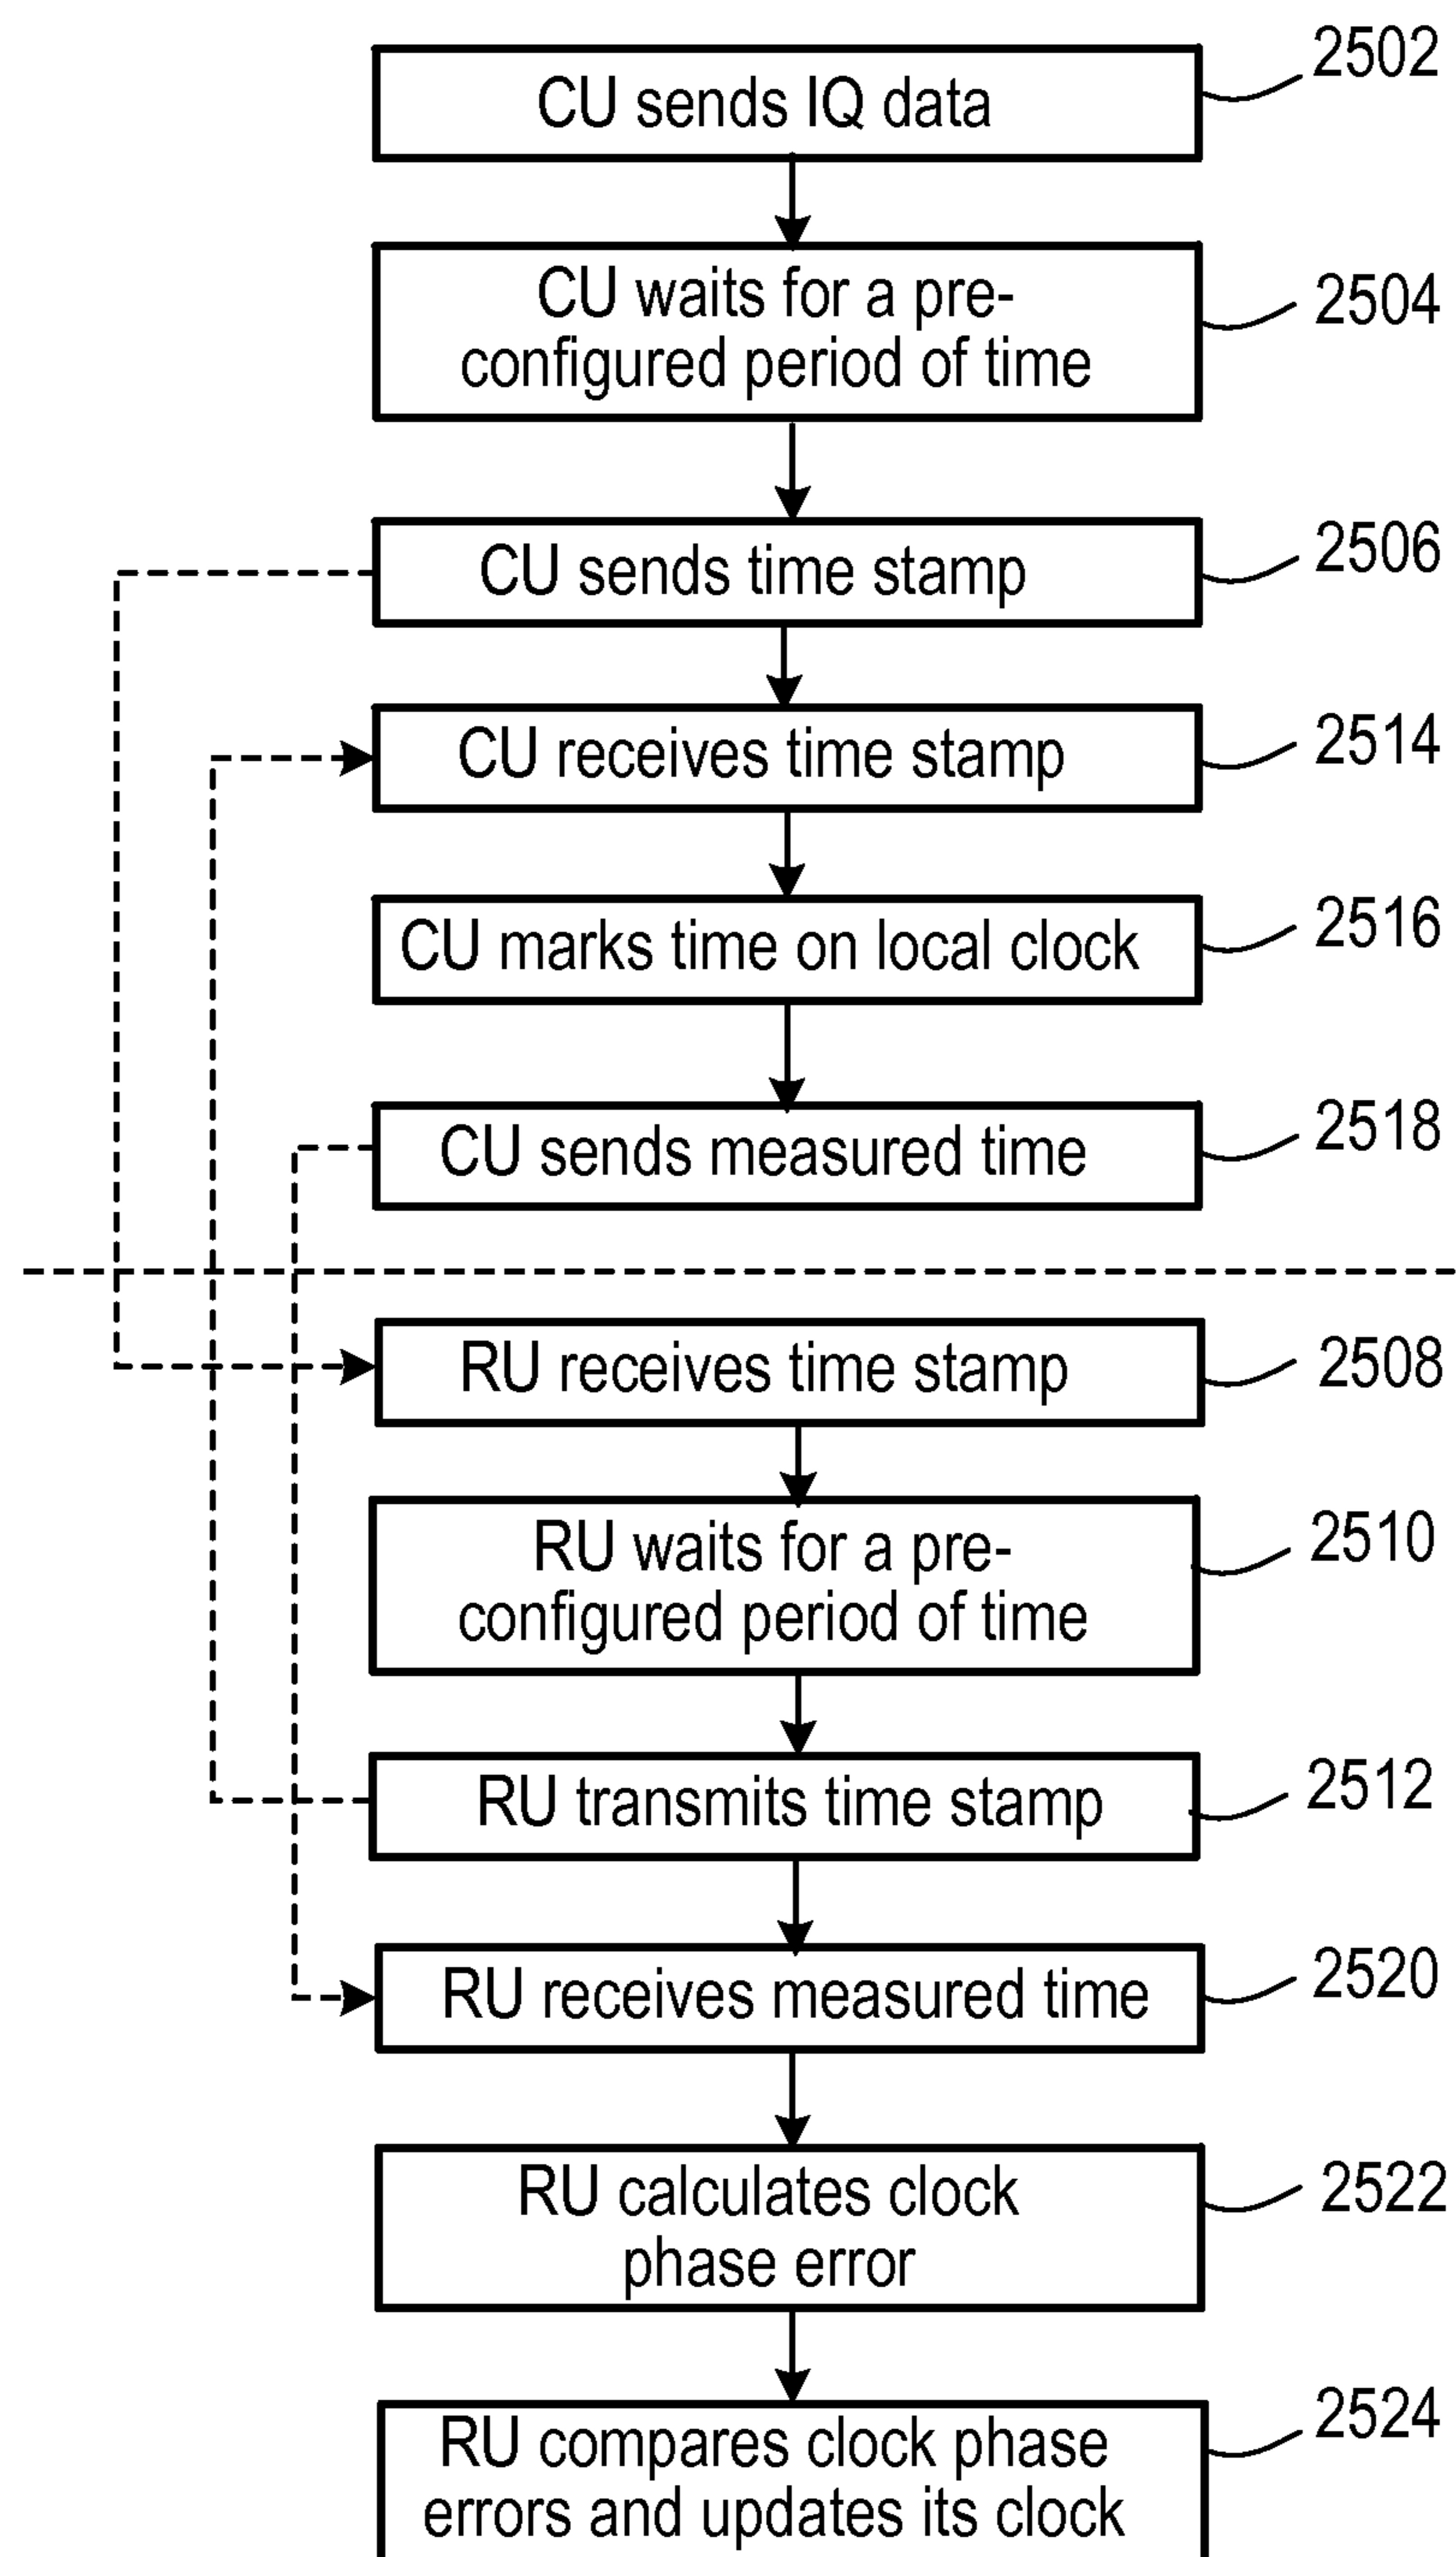 2502
CU sends IQ data
CU waits for a pre-
configured period of time
2504
CU sends time stamp
2506
CU receives time stamp
2514
CU marks time on local clock
2516
CU sends measured time
2518
RU receives time stamp
2508
RU waits for a pre-
configured period of time
2510
RU transmits time stamp
2512
RU receives measured time
2520
RU calculates clock
phase error
2522
RU compares clock phase
errors and updates its clock
2524